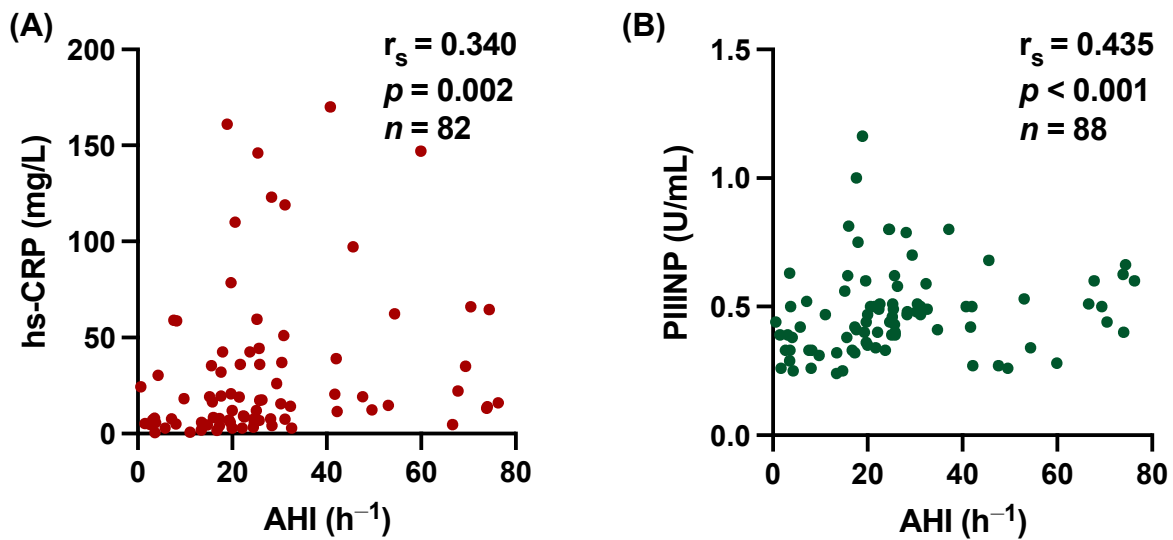 (A)
r_s = 0.340
p = 0.002
n = 82
hs-CRP (mg/L)
200
150
100
50
0
0 20 40 60 80
AHI (h⁻¹)
(B)
r_s = 0.435
p < 0.001
n = 88
PIIINP (U/mL)
1.5
1.0
0.5
0.0
0 20 40 60 80
AHI (h⁻¹)